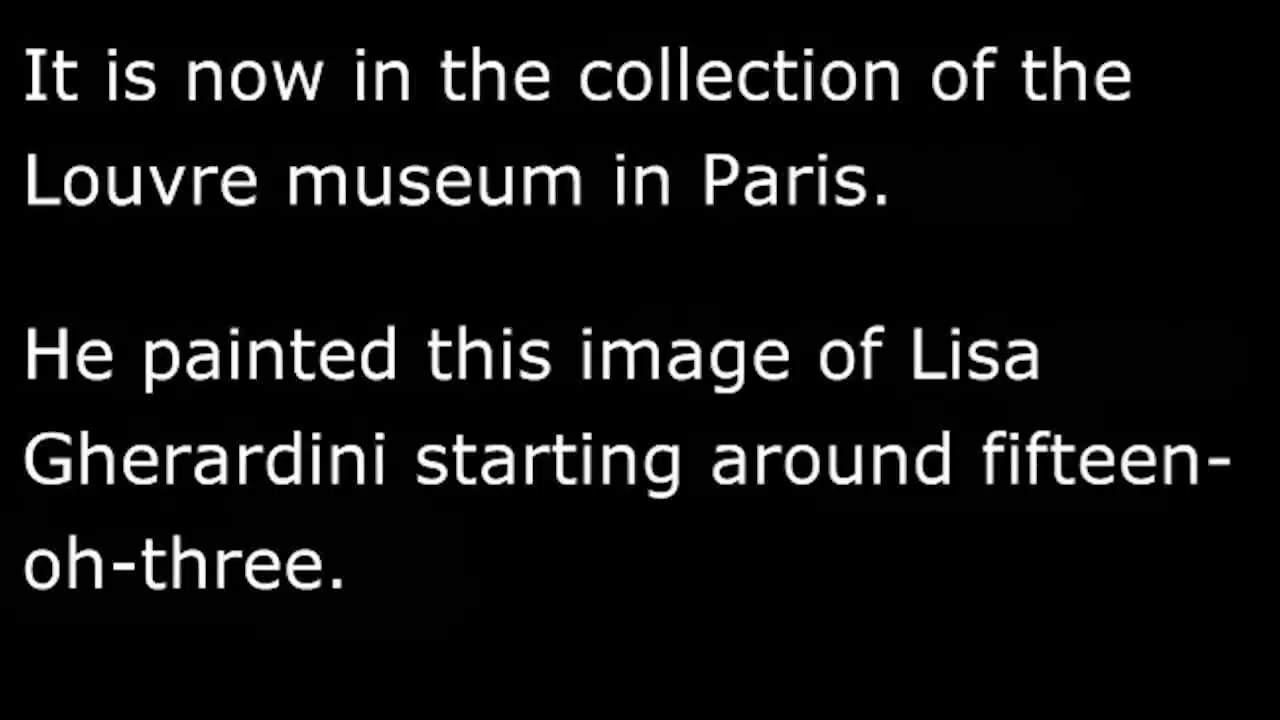 It is now in the collection of the
Louvre museum in Paris.
He painted this image of Lisa
Gherardini starting around fifteen-
oh-three.